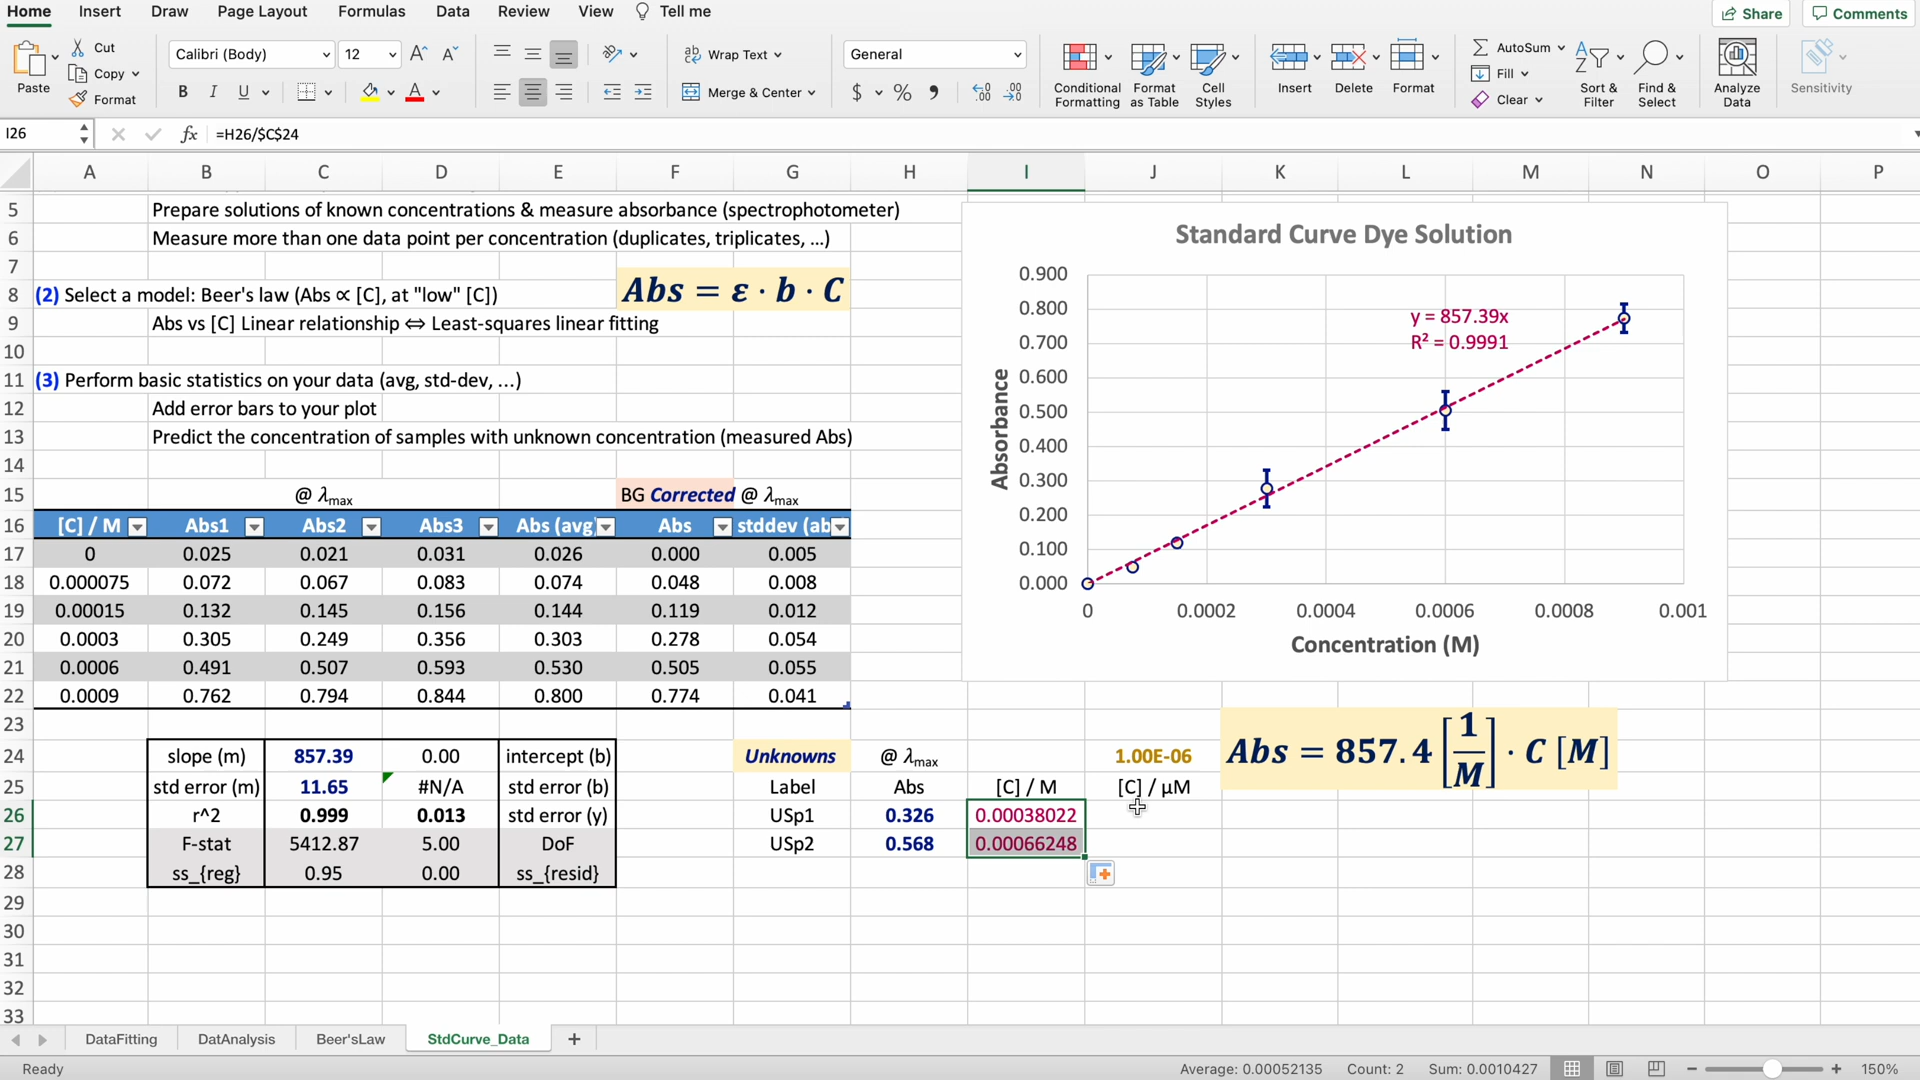 Home Insert Draw Page Layout Formulas Data Review View Tell me Share Comments
Paste Cut Copy Format
Calibri (Body) 12
B I U A
Wrap Text
Merge & Center
General
$ %
Conditional Formatting
Format as Table
Cell Styles
Insert Delete Format
AutoSum
Fill
Clear
Sort & Filter
Find & Select
Analyze Data
Sensitivity
I26 fx =H26/$C$24
A B C D E F G H I J K L M N O P
5 Prepare solutions of known concentrations & measure absorbance (spectrophotometer)
6 Measure more than one data point per concentration (duplicates, triplicates, ...)
7
8 (2) Select a model: Beer's law (Abs ∝ [C], at "low" [C]) Abs = ε · b · C
9 Abs vs [C] Linear relationship ⇔ Least-squares linear fitting
10
11 (3) Perform basic statistics on your data (avg, std-dev, ...)
12 Add error bars to your plot
13 Predict the concentration of samples with unknown concentration (measured Abs)
14
15 @ λmax BG Corrected @ λmax
16 [C] / M Abs1 Abs2 Abs3 Abs (avg) Abs stddev (ab
17 0 0.025 0.021 0.031 0.026 0.000 0.005
18 0.000075 0.072 0.067 0.083 0.074 0.048 0.008
19 0.00015 0.132 0.145 0.156 0.144 0.119 0.012
20 0.0003 0.305 0.249 0.356 0.303 0.278 0.054
21 0.0006 0.491 0.507 0.593 0.530 0.505 0.055
22 0.0009 0.762 0.794 0.844 0.800 0.774 0.041
23
Standard Curve Dye Solution
y = 857.39x
R² = 0.9991
Absorbance
0.900
0.800
0.700
0.600
0.500
0.400
0.300
0.200
0.100
0.000
0 0.0002 0.0004 0.0006 0.0008 0.001
Concentration (M)
24 slope (m) 857.39 0.00 intercept (b) Unknowns @ λmax 1.00E-06 Abs = 857.4 [1/M] · C [M]
25 std error (m) 11.65 #N/A std error (b) Label Abs [C] / M [C] / μM
26 r^2 0.999 0.013 std error (y) USp1 0.326 0.00038022
27 F-stat 5412.87 5.00 DoF USp2 0.568 0.00066248
28 ss_{reg} 0.95 0.00 ss_{resid}
29
30
31
32
33
DataFitting DatAnalysis Beer'sLaw StdCurve_Data +
Ready Average: 0.00052135 Count: 2 Sum: 0.0010427 150%